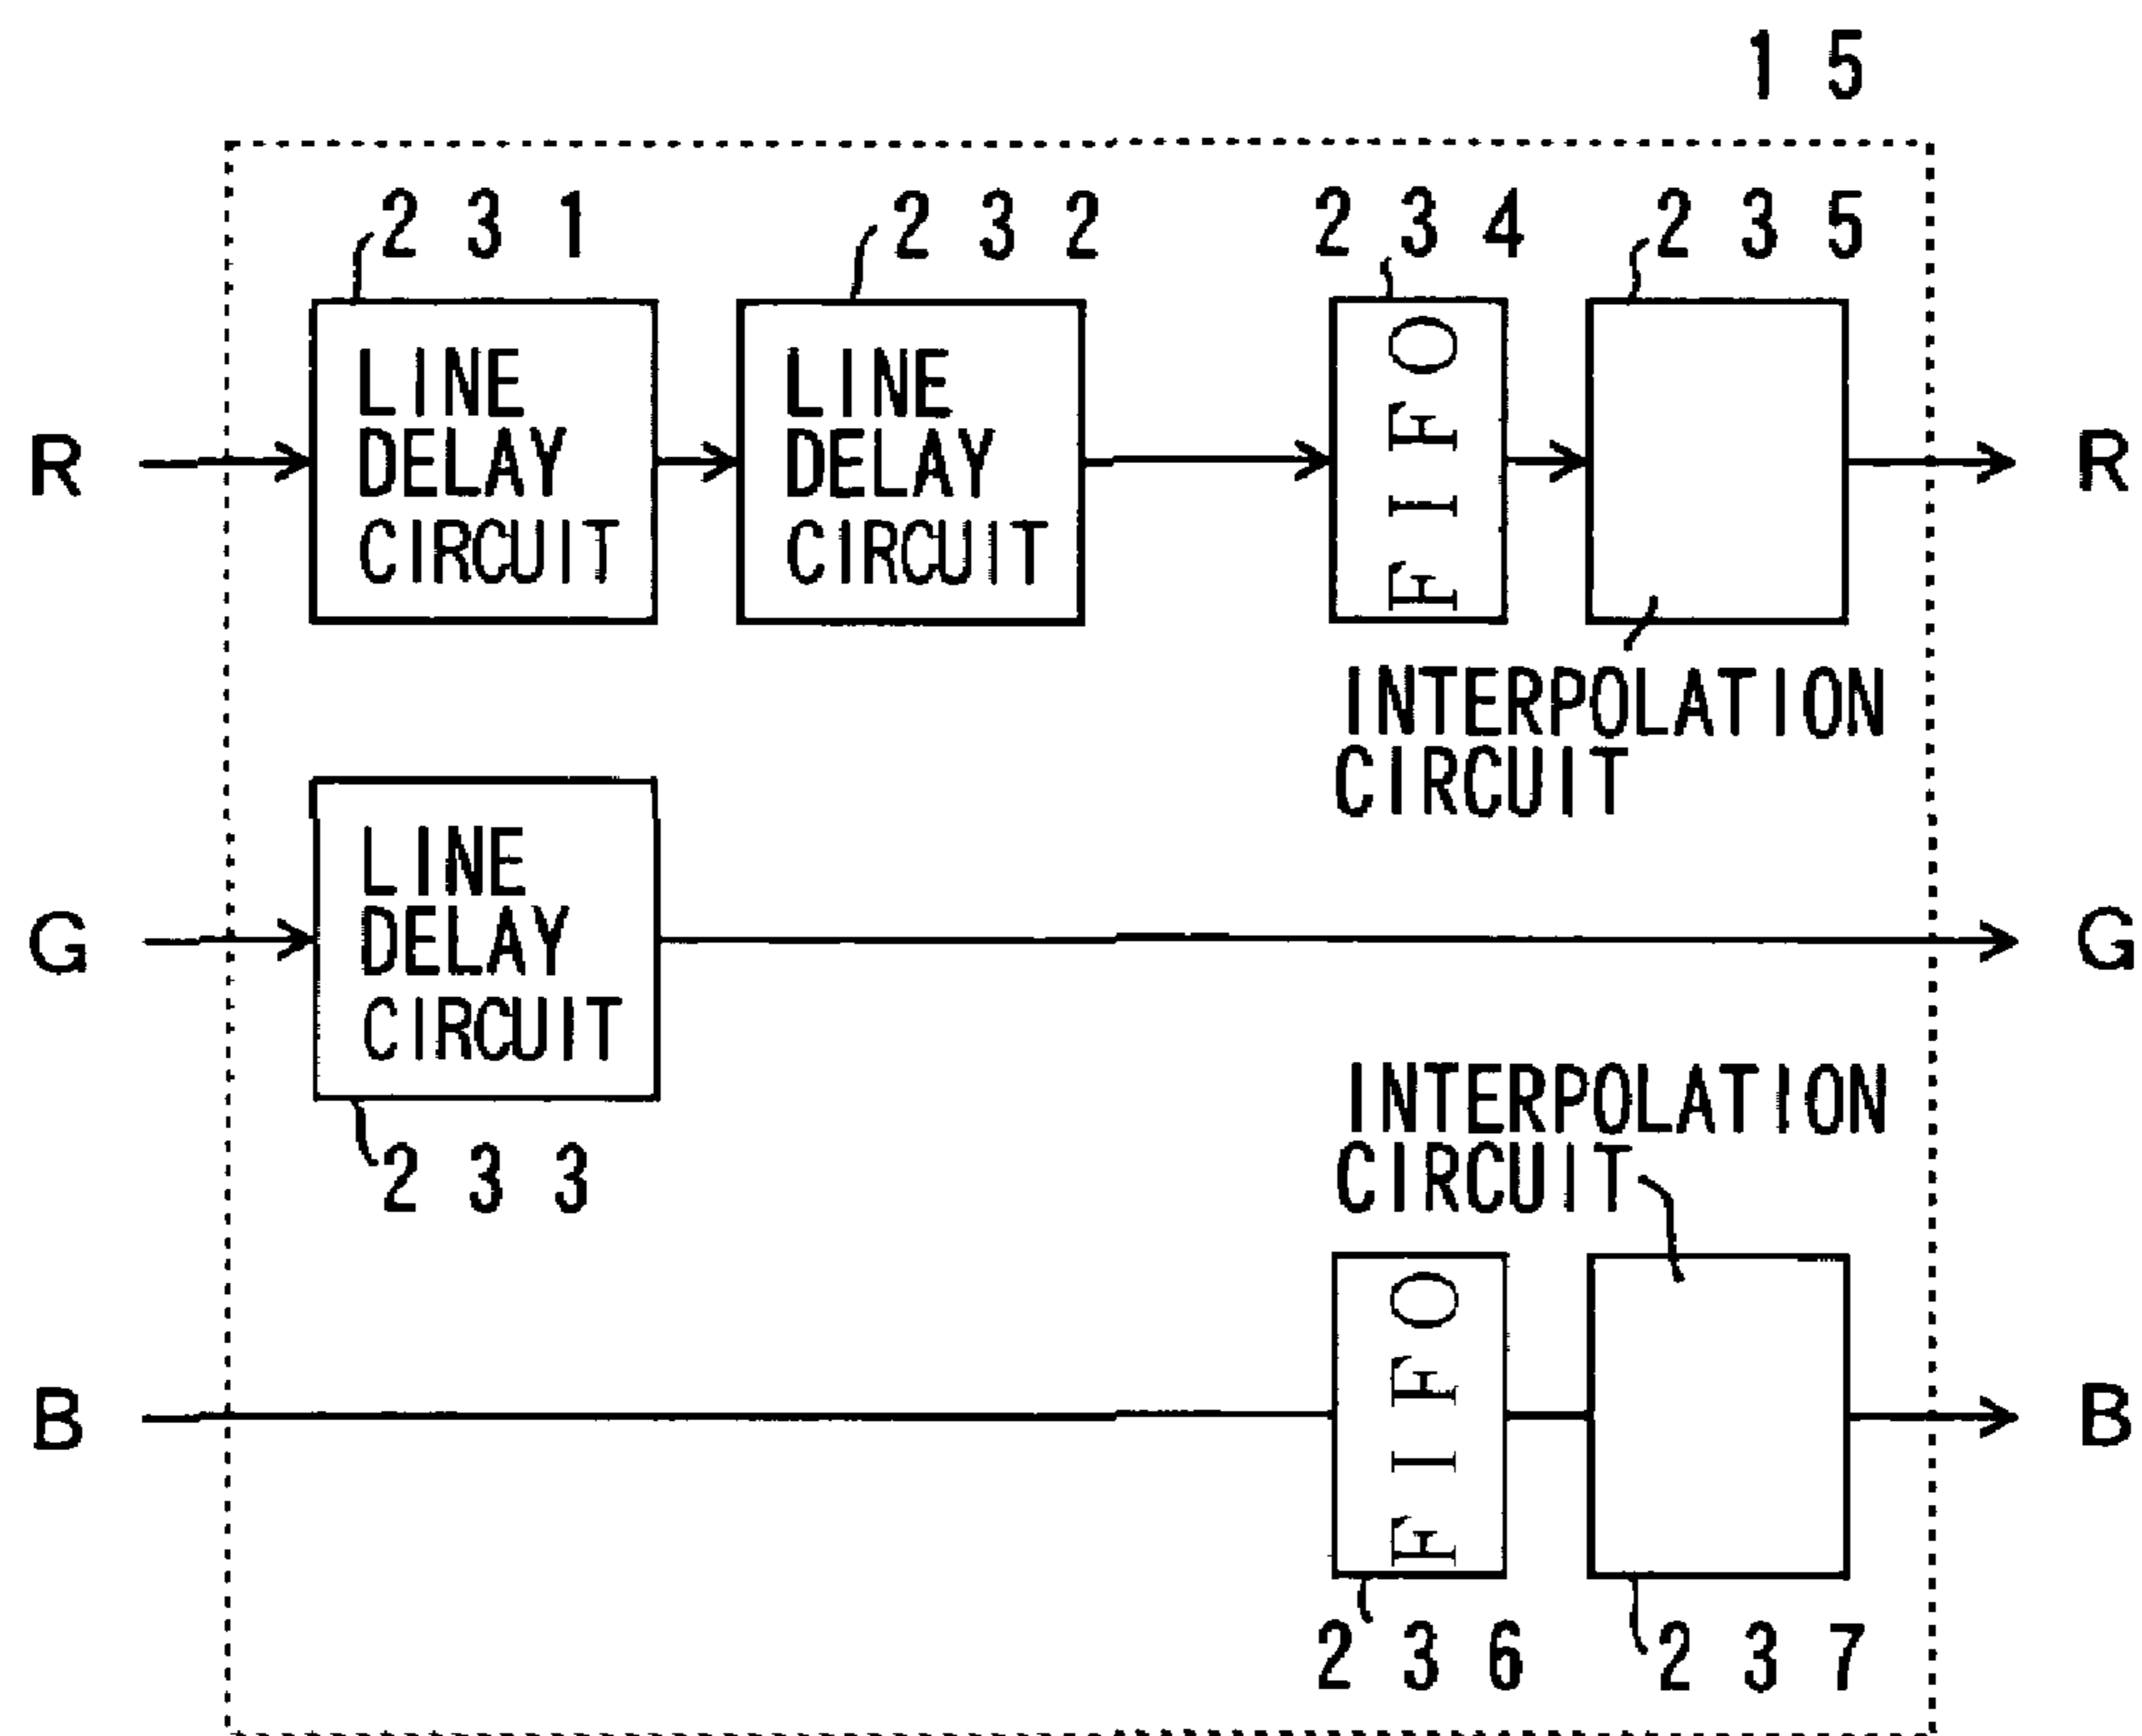 1 5
2 3 1
2 3 2
2 3 4
2 3 5
R
LINE
DELAY
CIRCUIT
LINE
DELAY
CIRCUIT
FIFO
R
INTERPOLATION
CIRCUIT
G
LINE
DELAY
CIRCUIT
G
2 3 3
INTERPOLATION
CIRCUIT
B
FIFO
B
2 3 6
2 3 7